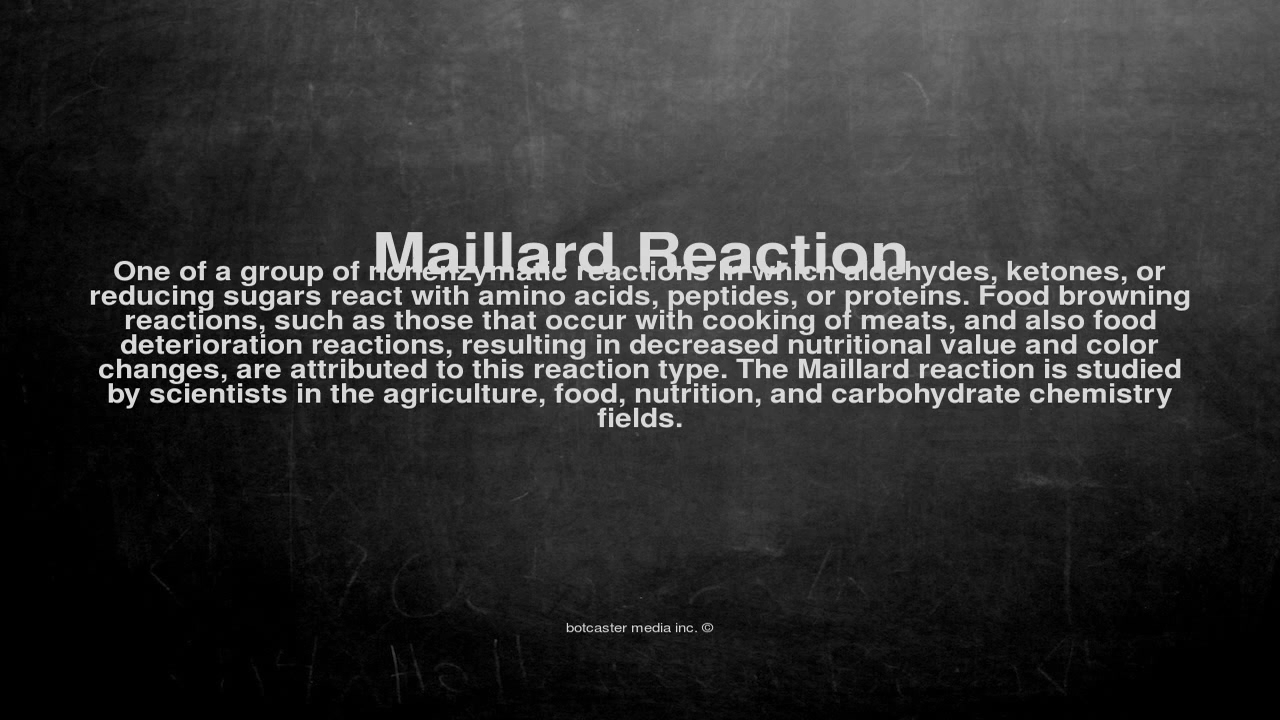 Maillard Reaction
One of a group of nonenzymatic reactions in which aldehydes, ketones, or
reducing sugars react with amino acids, peptides, or proteins. Food browning
reactions, such as those that occur with cooking of meats, and also food
deterioration reactions, resulting in decreased nutritional value and color
changes, are attributed to this reaction type. The Maillard reaction is studied
by scientists in the agriculture, food, nutrition, and carbohydrate chemistry
fields.
botcaster media inc. ©